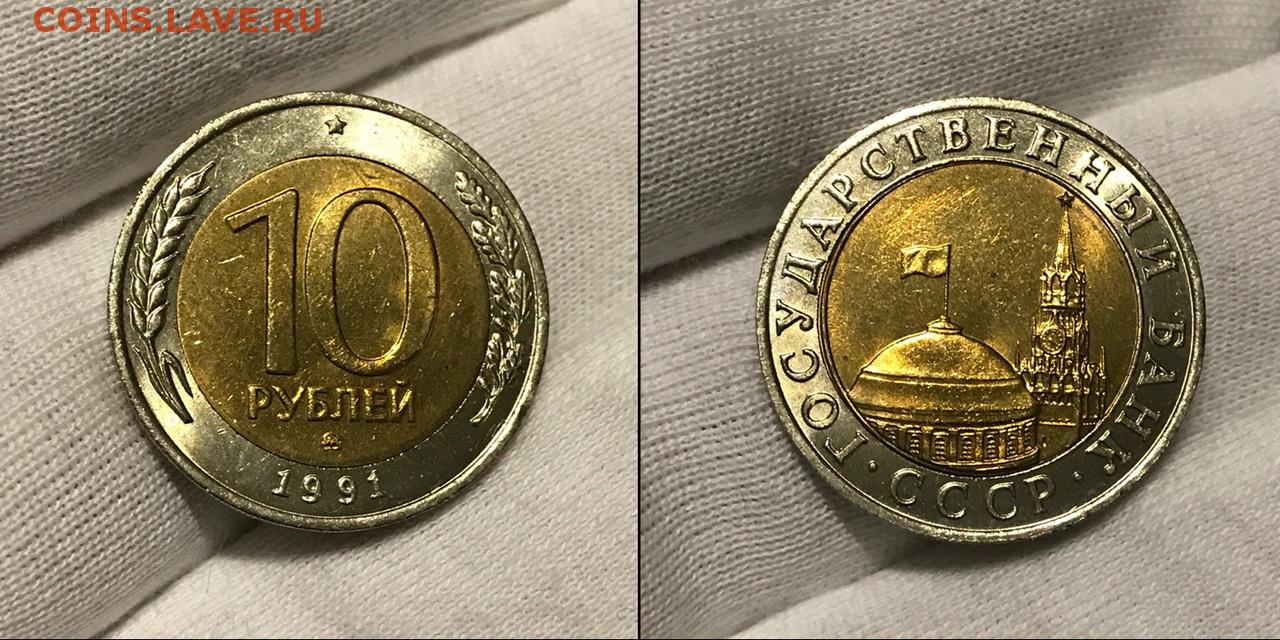 COINS.LAVE.RU
10
РУБЛЕЙ
1991
ГОСУДАРСТВЕННЫЙ БАНК
· СССР ·